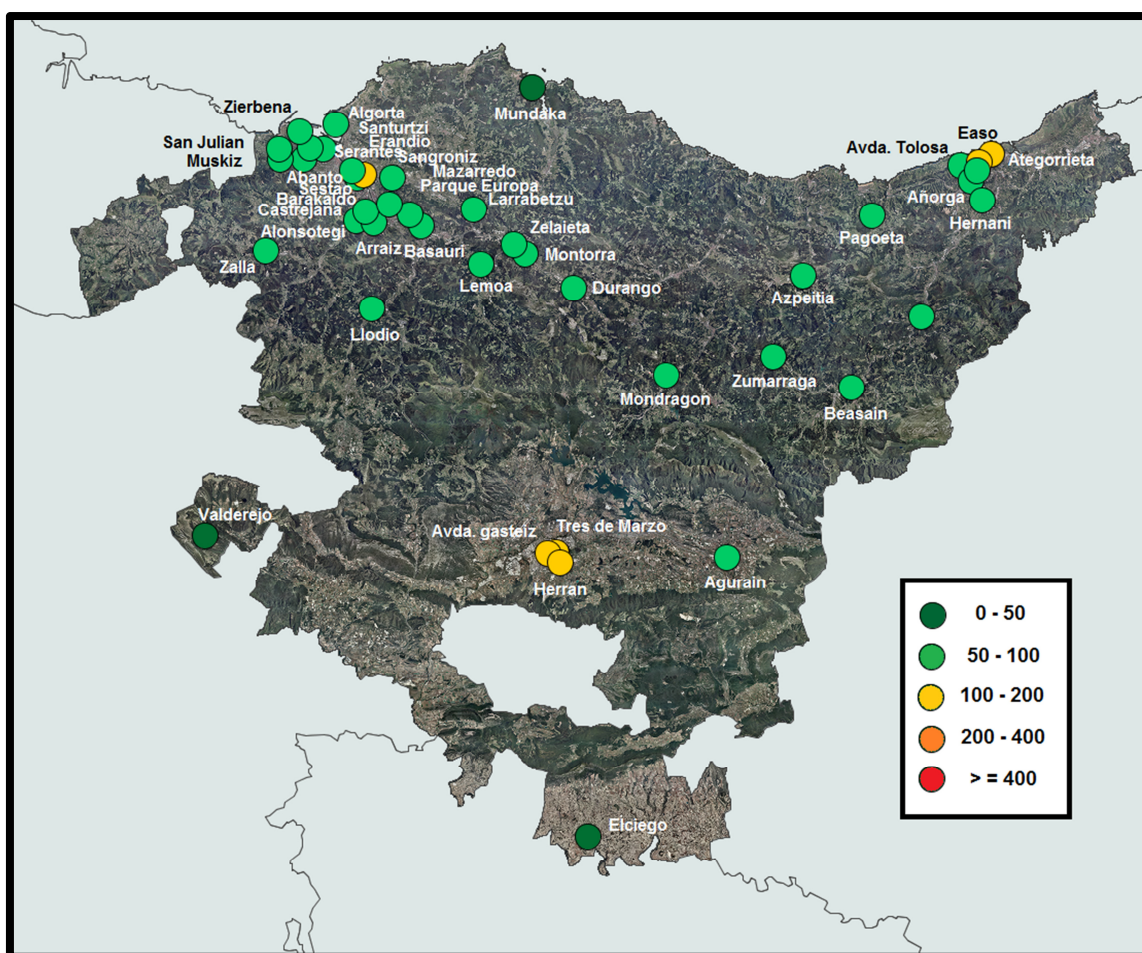 Mundaka
Zierbena
Algorta
Santurtzi
Erandio
San Julian
Muskiz
Serantes
Sangroniz
Abanto
Mazarredo
Sestao
Parque Europa
Barakaldo
Larrabetzu
Castrejana
Alonsotegi
Arraiz
Basauri
Zelaieta
Montorra
Zalla
Lemoa
Durango
Llodio
Easo
Avda. Tolosa
Ategorrieta
Añorga
Hernani
Pagoeta
Azpeitia
Zumarraga
Mondragon
Beasain
Valderejo
Avda. gasteiz
Tres de Marzo
Herran
Agurain
Elciego
0 - 50
50 - 100
100 - 200
200 - 400
> = 400